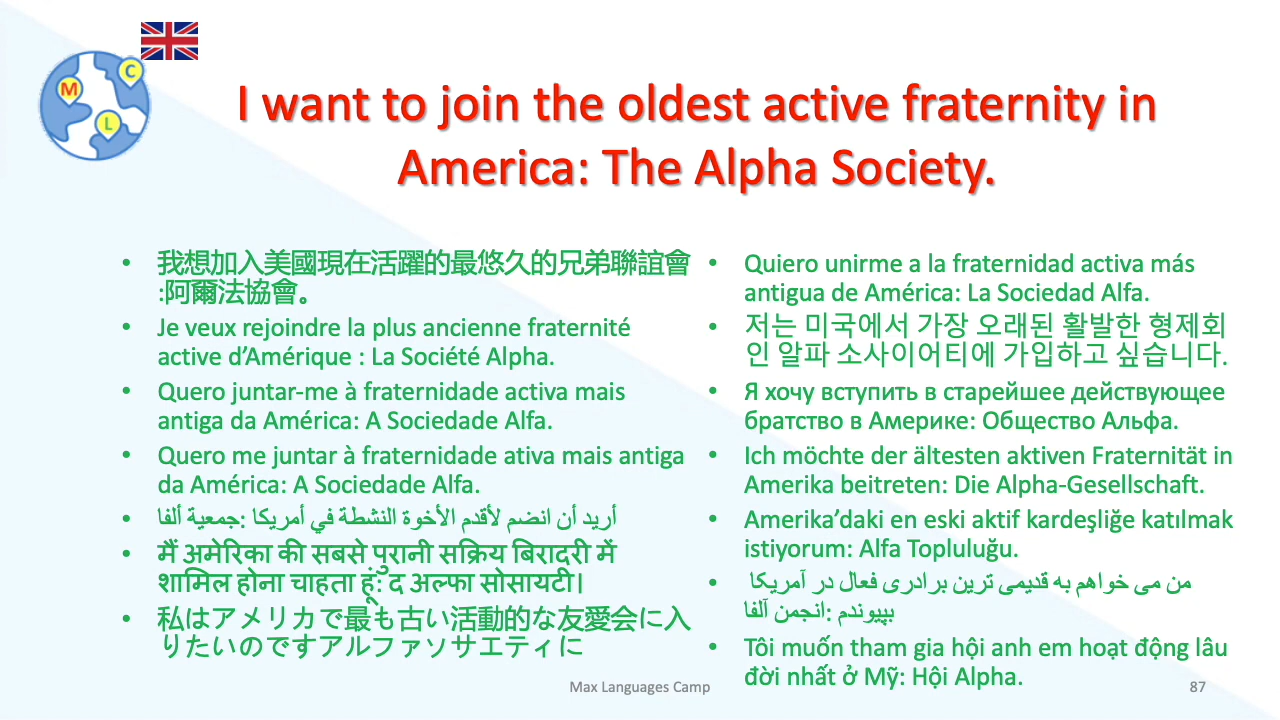 C
M
L
I want to join the oldest active fraternity in
America: The Alpha Society.
• 我想加入美國現在活躍的最悠久的兄弟聯誼會
:阿爾法協會。
• Je veux rejoindre la plus ancienne fraternité
active d’Amérique : La Société Alpha.
• Quero juntar-me à fraternidade activa mais
antiga da América: A Sociedade Alfa.
• Quero me juntar à fraternidade ativa mais antiga
da América: A Sociedade Alfa.
• أريد أن انضم لأقدم الأخوة النشطة في أمريكا :جمعية ألفا
• मैं अमेरिका की सबसे पुरानी सक्रिय बिरादरी में
शामिल होना चाहता हूं: द अल्फा सोसायटी।
• 私はアメリカで最も古い活動的な友愛会に入
りたいのですアルファソサエティに
• Quiero unirme a la fraternidad activa más
antigua de América: La Sociedad Alfa.
• 저는 미국에서 가장 오래된 활발한 형제회
인 알파 소사이어티에 가입하고 싶습니다.
• Я хочу вступить в старейшее действующее
братство в Америке: Общество Альфа.
• Ich möchte der ältesten aktiven Fraternität in
Amerika beitreten: Die Alpha-Gesellschaft.
• Amerika’daki en eski aktif kardeşliğe katılmak
istiyorum: Alfa Topluluğu.
• من می خواهم به قدیمی ترین برادری فعال در آمریکا
بپیوندم :انجمن آلفا
• Tôi muốn tham gia hội anh em hoạt động lâu
đời nhất ở Mỹ: Hội Alpha.
Max Languages Camp
87